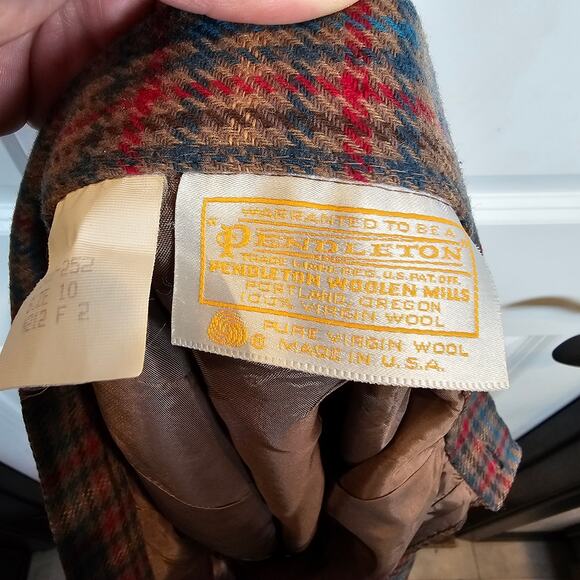 252
10
212 F 2
WARRANTED TO BE A
"PENDLETON"
TRADE MARK REG. U.S. PAT. OFF.
PENDLETON WOOLEN MILLS
PORTLAND, OREGON
100% VIRGIN WOOL
PURE VIRGIN WOOL
® MADE IN U.S.A.